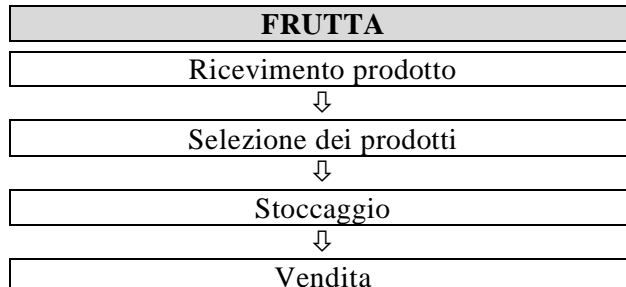 FRUTTA
Ricevimento prodotto
⇩
Selezione dei prodotti
⇩
Stoccaggio
⇩
Vendita